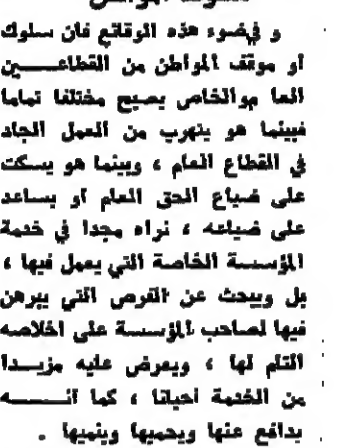 و في ضوء هذه الوقائع فان سلوك
او موقف المواطن من القطاعين
العا م والخاص يصبح مختلفا تماما
فبينما هو يتهرب من العمل الجاد
في القطاع العام ، وبينما هو يسكت
على ضياع الحق العام او يساعد
على ضياعه ، نراه مجدا في خدمة
المؤسسة الخاصة التي يعمل فيها ،
بل ويبحث عن الفرص التي يبرهن
فيها لصاحب المؤسسة على اخلاصه
التام لها ، ويعرض عليه مزيدا
من الخدمة احيانا ، كما انه
يدافع عنها ويحميها وينميها .